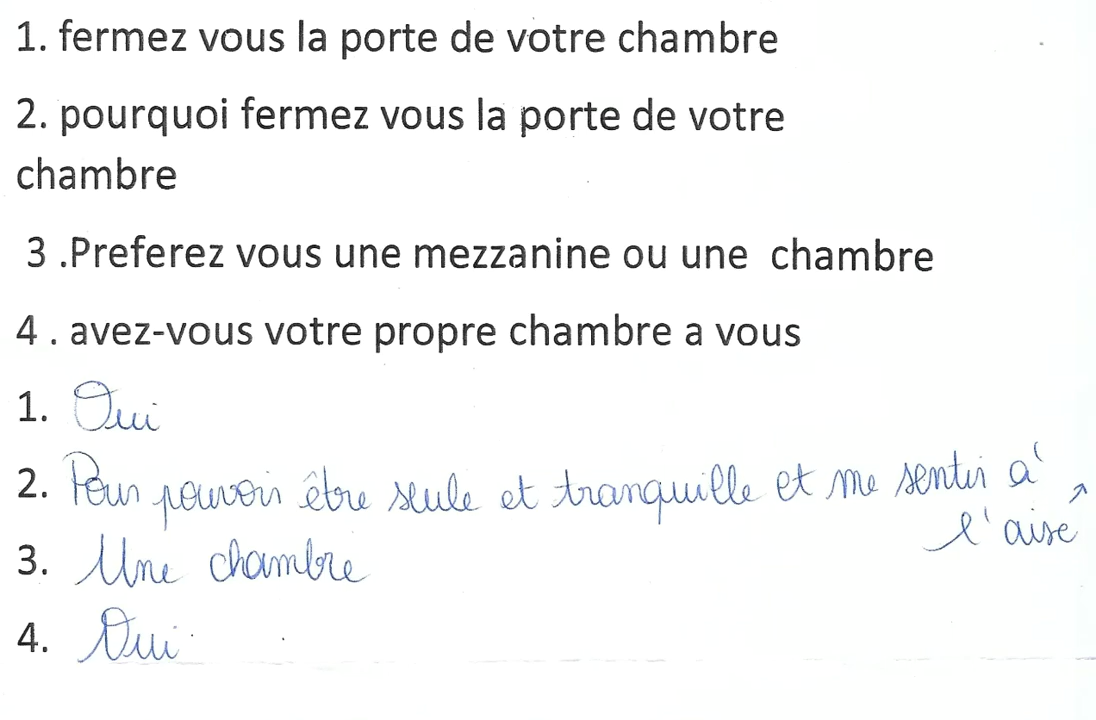 1. fermez vous la porte de votre chambre
2. pourquoi fermez vous la porte de votre
chambre
3 .Preferez vous une mezzanine ou une chambre
4 . avez-vous votre propre chambre a vous
1. Oui
2. Pour pouvoir être seule et tranquille et me sentir à
l'aise
3. Une chambre
4. Oui